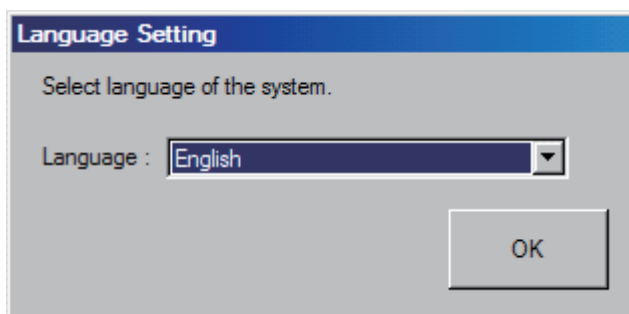 Language Setting
Select language of the system.
Language : English
OK